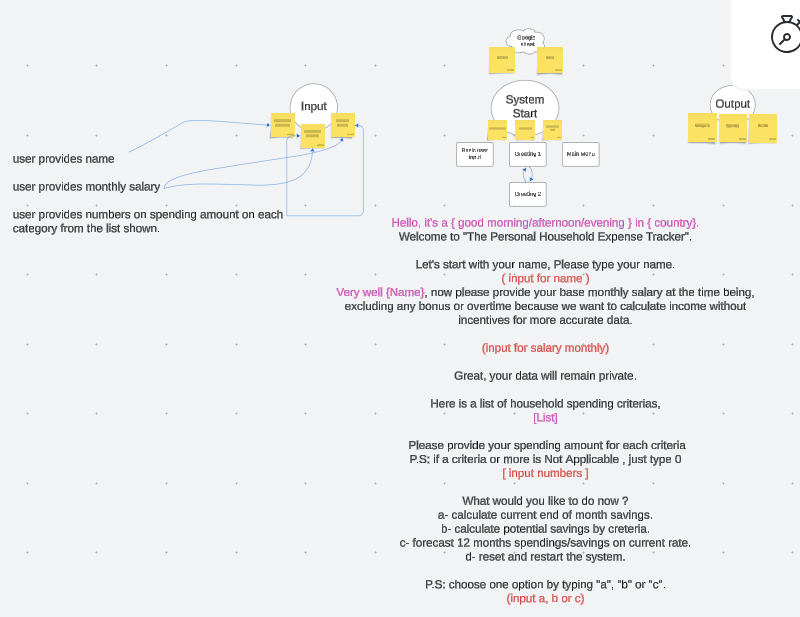 Google
sheet
Input
System
Start
Output
Basic user
input
Greeting 1
Main Menu
Greeting 2
user provides name
user provides monthly salary
user provides numbers on spending amount on each
category from the list shown.
Hello, it's a { good morning/afternoon/evening } in { country}.
Welcome to "The Personal Household Expense Tracker".
Let's start with your name, Please type your name.
( input for name )
Very well {Name}, now please provide your base monthly salary at the time being,
excluding any bonus or overtime because we want to calculate income without
incentives for more accurate data.
(input for salary monthly)
Great, your data will remain private.
Here is a list of household spending criterias,
[List]
Please provide your spending amount for each criteria
P.S: if a criteria or more is Not Applicable , just type 0
[ input numbers ]
What would you like to do now ?
a- calculate current end of month savings.
b- calculate potential savings by creteria.
c- forecast 12 months spendings/savings on current rate.
d- reset and restart the system.
P.S: choose one option by typing "a", "b" or "c".
(input a, b or c)